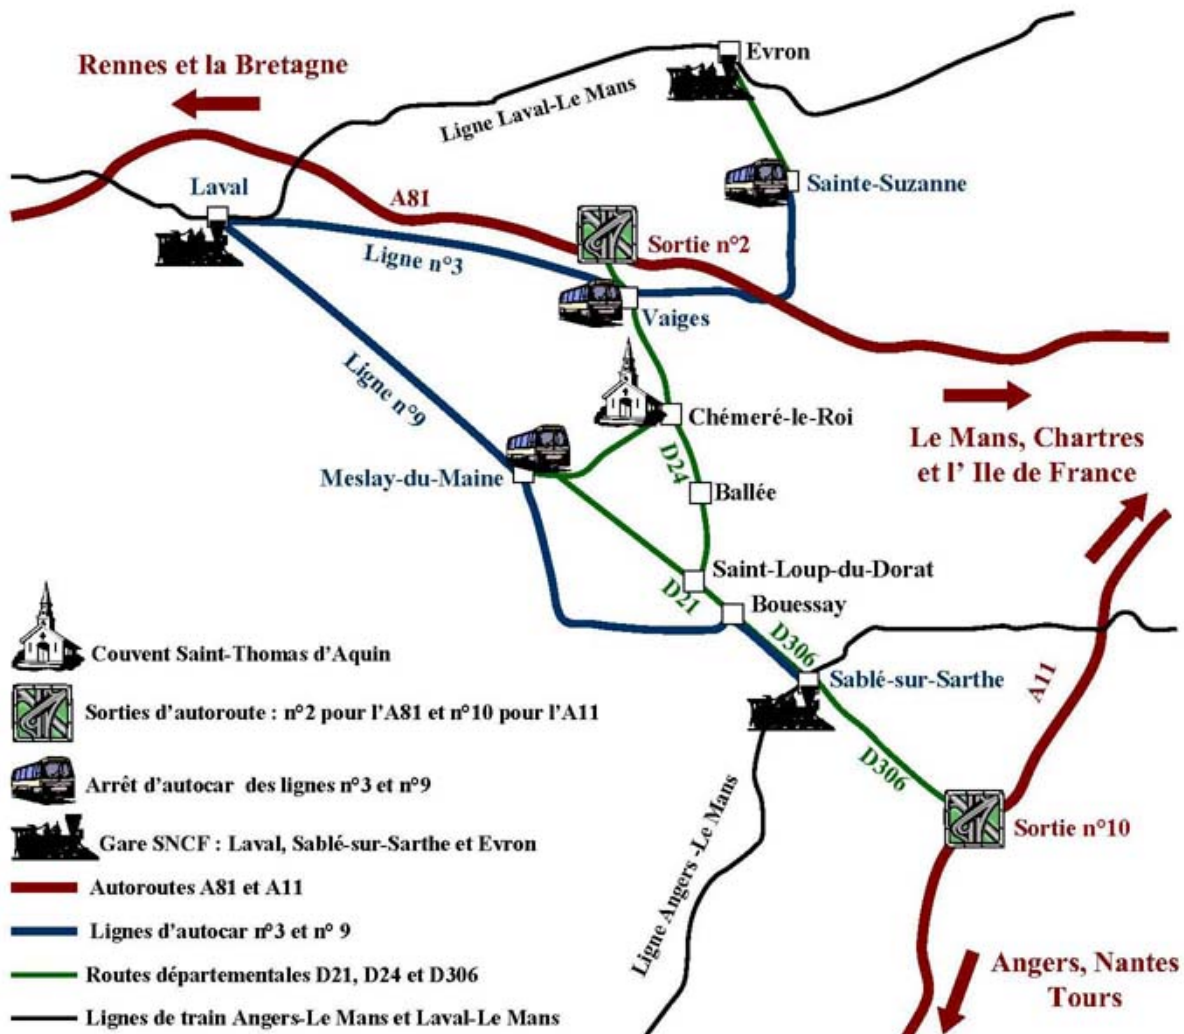 Evron
Rennes et la Bretagne
Ligne Laval-Le Mans
Laval
Sainte-Suzanne
A81
Sortie n°2
Ligne n°3
Vaiges
Ligne n°9
Chémeré-le-Roi
Le Mans, Chartres
et l' Ile de France
D24
Meslay-du-Maine
Ballée
Saint-Loup-du-Dorat
D21
Bouessay
D306
Couvent Saint-Thomas d'Aquin
Sablé-sur-Sarthe
A11
Sorties d'autoroute : n°2 pour l'A81 et n°10 pour l'A11
D306
Arrêt d'autocar des lignes n°3 et n°9
Ligne Angers -Le Mans
Sortie n°10
Gare SNCF : Laval, Sablé-sur-Sarthe et Evron
Autoroutes A81 et A11
Lignes d'autocar n°3 et n° 9
Routes départementales D21, D24 et D306
Angers, Nantes
Tours
Lignes de train Angers-Le Mans et Laval-Le Mans